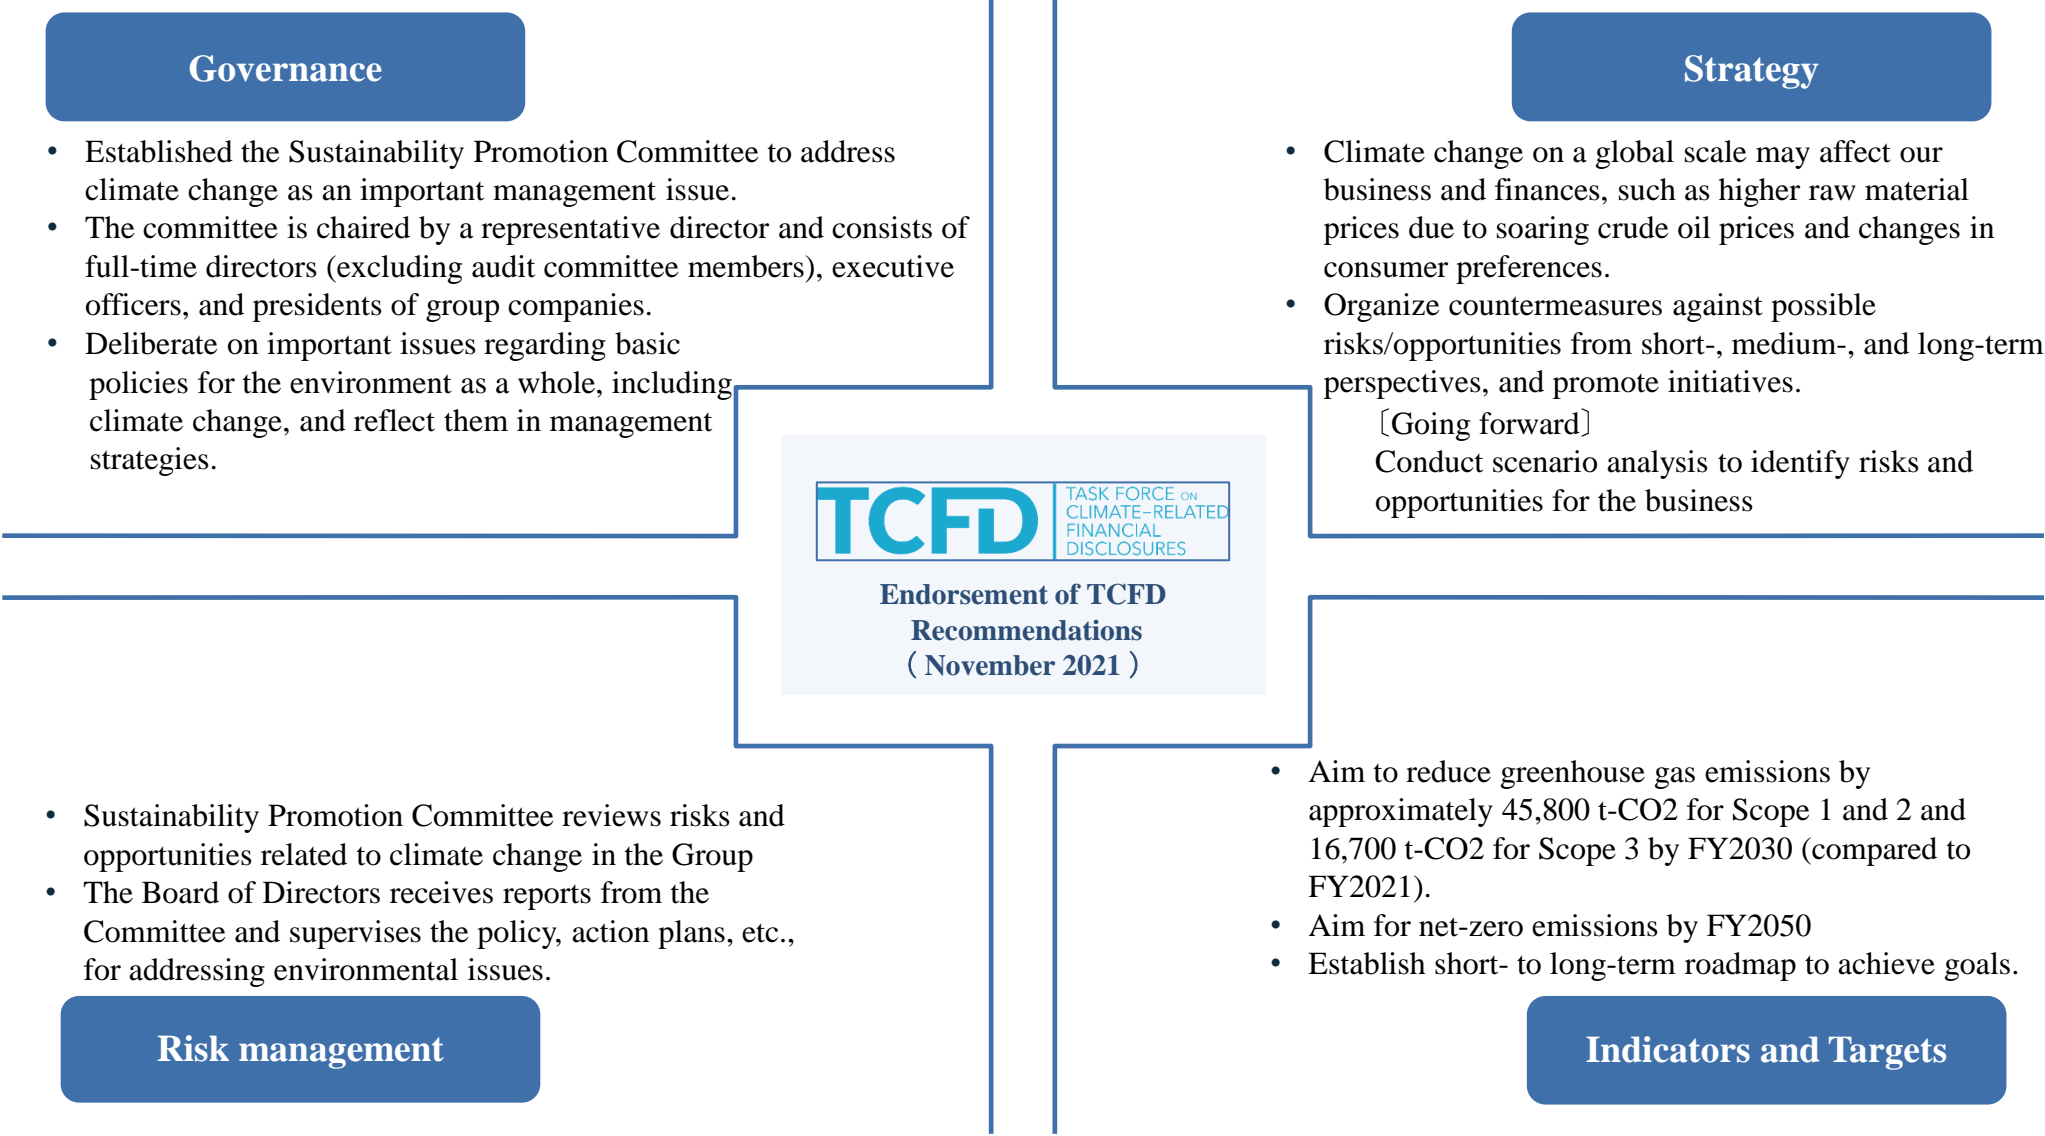 Governance
• Established the Sustainability Promotion Committee to address
climate change as an important management issue.
• The committee is chaired by a representative director and consists of
full-time directors (excluding audit committee members), executive
officers, and presidents of group companies.
• Deliberate on important issues regarding basic
policies for the environment as a whole, including
climate change, and reflect them in management
strategies.
Strategy
• Climate change on a global scale may affect our
business and finances, such as higher raw material
prices due to soaring crude oil prices and changes in
consumer preferences.
• Organize countermeasures against possible
risks/opportunities from short-, medium-, and long-term
perspectives, and promote initiatives.
〔Going forward〕
Conduct scenario analysis to identify risks and
opportunities for the business
TCFD
TASK FORCE ON
CLIMATE-RELATED
FINANCIAL
DISCLOSURES
Endorsement of TCFD
Recommendations
（November 2021）
• Sustainability Promotion Committee reviews risks and
opportunities related to climate change in the Group
• The Board of Directors receives reports from the
Committee and supervises the policy, action plans, etc.,
for addressing environmental issues.
Risk management
• Aim to reduce greenhouse gas emissions by
approximately 45,800 t-CO2 for Scope 1 and 2 and
16,700 t-CO2 for Scope 3 by FY2030 (compared to
FY2021).
• Aim for net-zero emissions by FY2050
• Establish short- to long-term roadmap to achieve goals.
Indicators and Targets